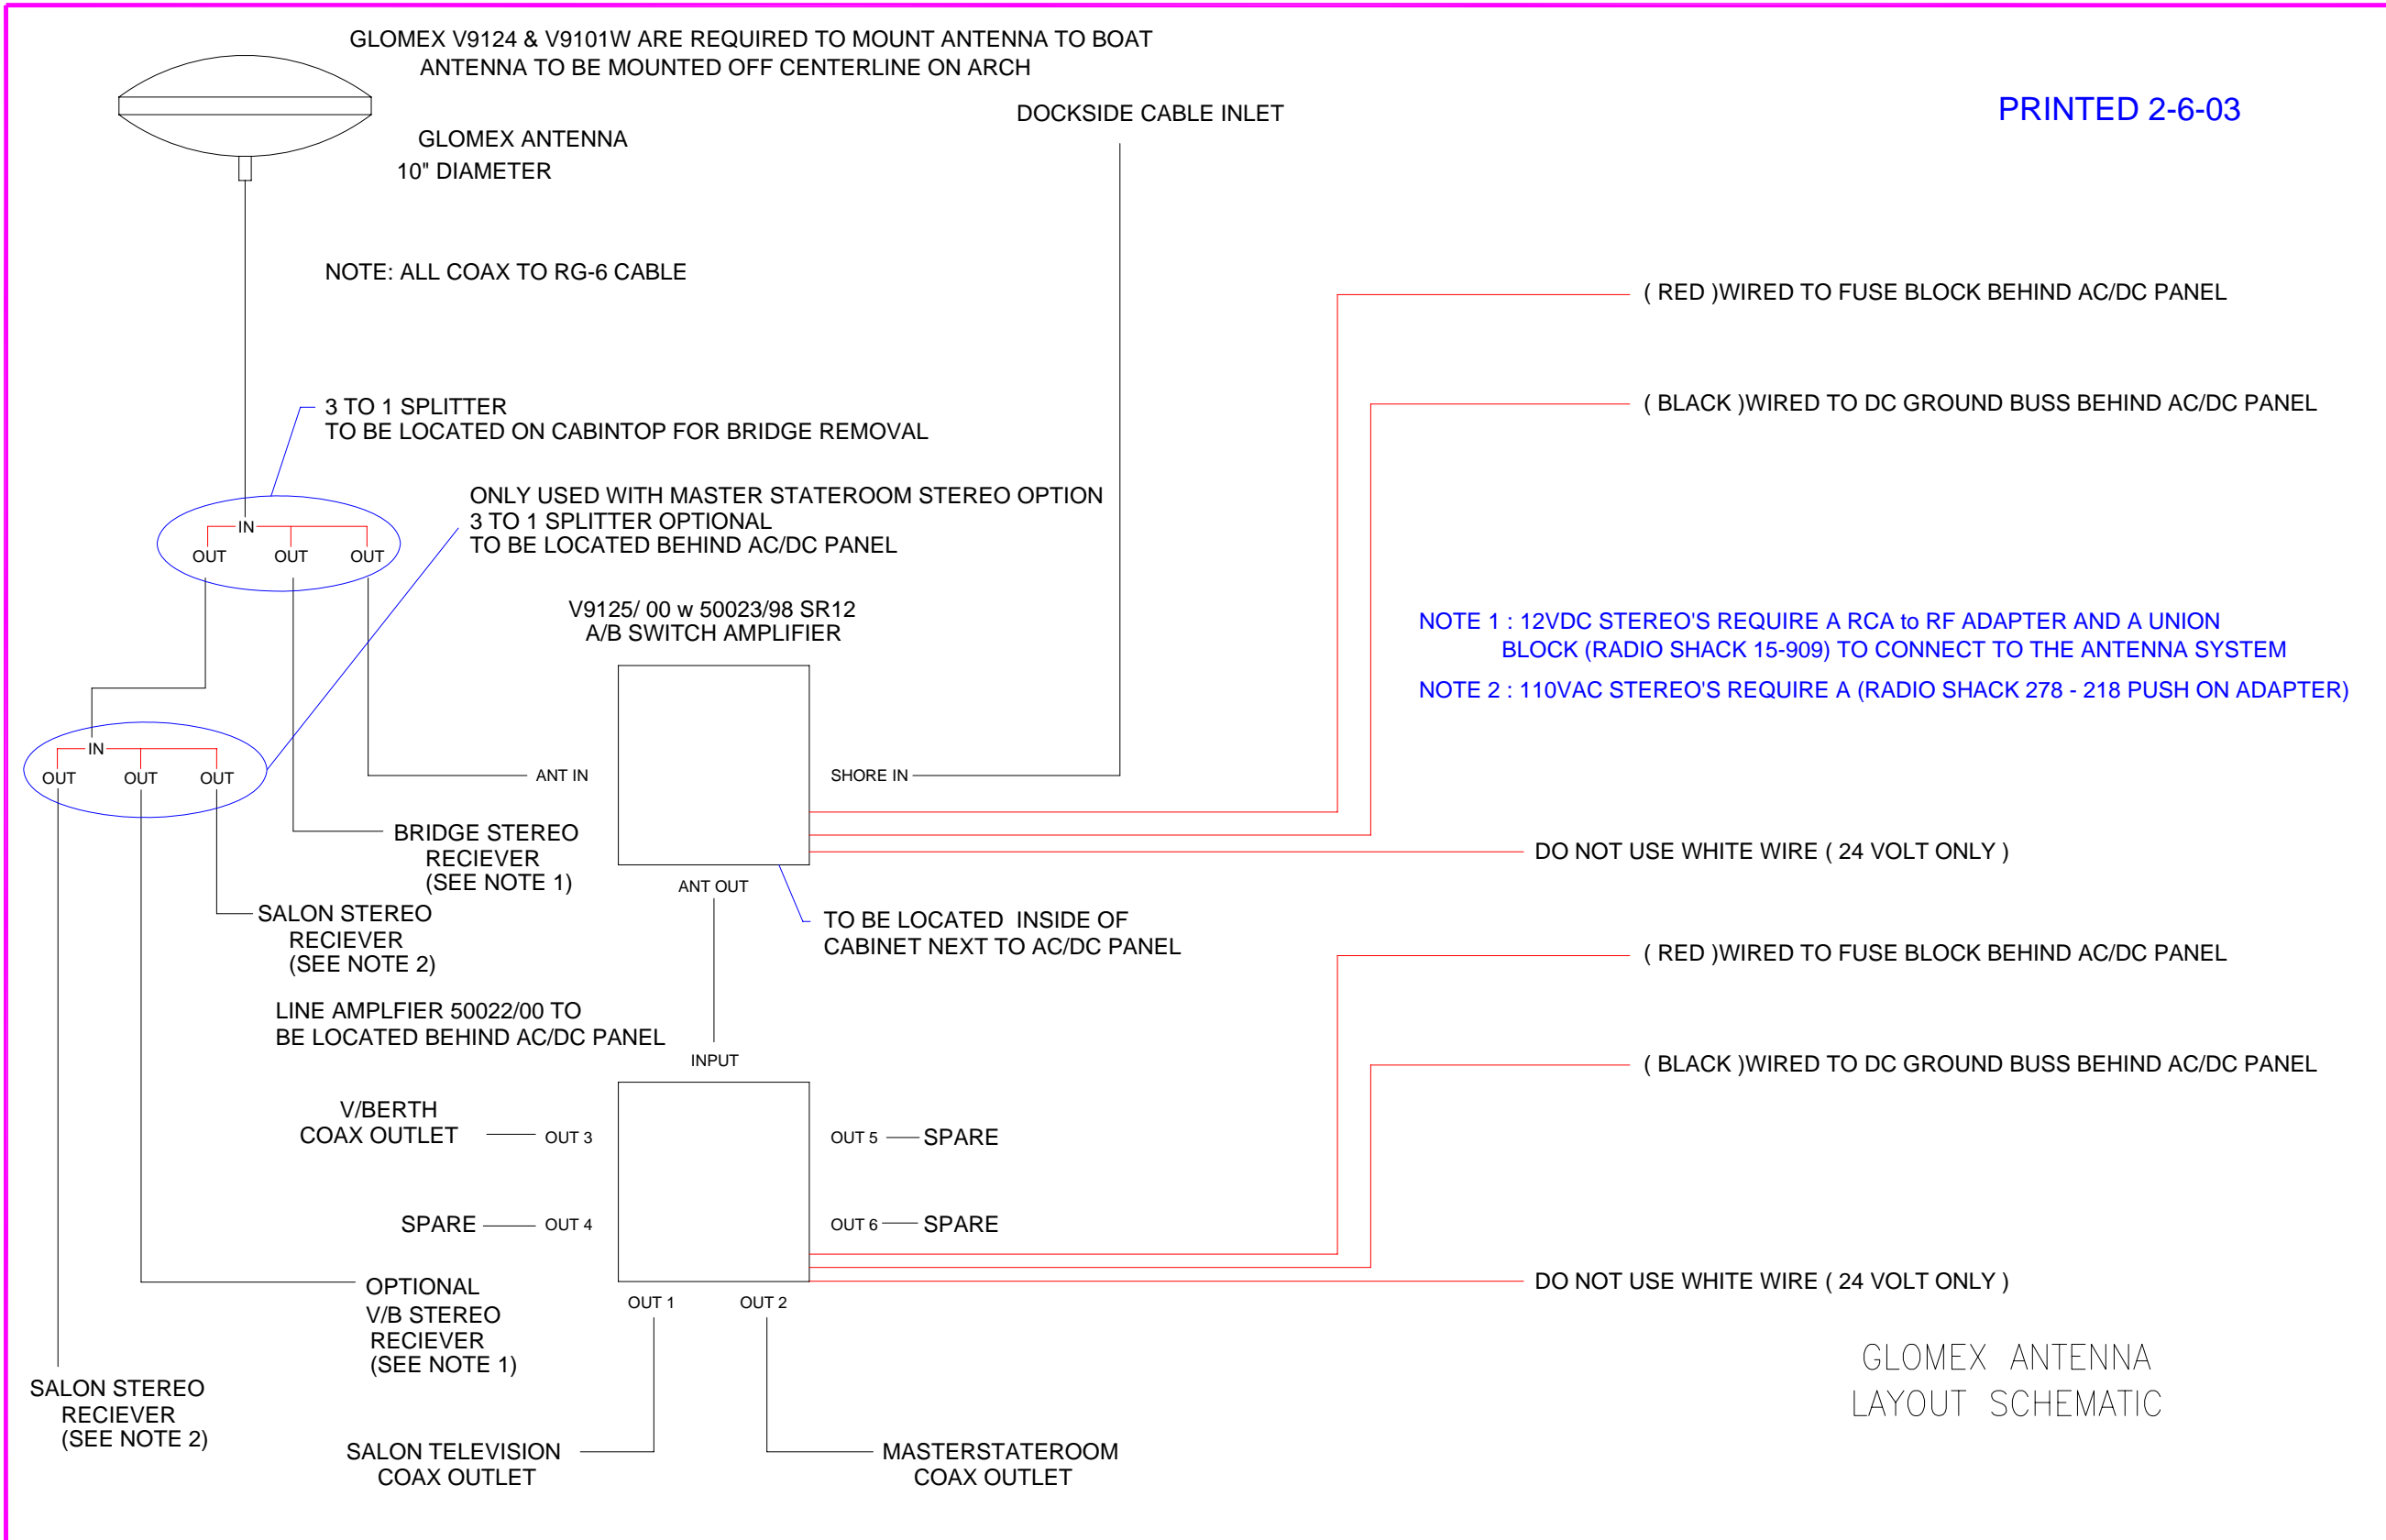 GLOMEX V9124 & V9101W ARE REQUIRED TO MOUNT ANTENNA TO BOAT
ANTENNA TO BE MOUNTED OFF CENTERLINE ON ARCH
DOCKSIDE CABLE INLET
PRINTED 2-6-03
GLOMEX ANTENNA
10" DIAMETER
NOTE: ALL COAX TO RG-6 CABLE
( RED )WIRED TO FUSE BLOCK BEHIND AC/DC PANEL
( BLACK )WIRED TO DC GROUND BUSS BEHIND AC/DC PANEL
3 TO 1 SPLITTER
TO BE LOCATED ON CABINTOP FOR BRIDGE REMOVAL
ONLY USED WITH MASTER STATEROOM STEREO OPTION
3 TO 1 SPLITTER OPTIONAL
TO BE LOCATED BEHIND AC/DC PANEL
IN
OUT OUT OUT
V9125/ 00 w 50023/98 SR12
A/B SWITCH AMPLIFIER
NOTE 1 : 12VDC STEREO'S REQUIRE A RCA to RF ADAPTER AND A UNION
BLOCK (RADIO SHACK 15-909) TO CONNECT TO THE ANTENNA SYSTEM
NOTE 2 : 110VAC STEREO'S REQUIRE A (RADIO SHACK 278 - 218 PUSH ON ADAPTER)
IN
OUT OUT OUT
ANT IN
SHORE IN
BRIDGE STEREO
RECIEVER
(SEE NOTE 1)
DO NOT USE WHITE WIRE ( 24 VOLT ONLY )
ANT OUT
SALON STEREO
RECIEVER
(SEE NOTE 2)
TO BE LOCATED INSIDE OF
CABINET NEXT TO AC/DC PANEL
( RED )WIRED TO FUSE BLOCK BEHIND AC/DC PANEL
LINE AMPLFIER 50022/00 TO
BE LOCATED BEHIND AC/DC PANEL
INPUT
( BLACK )WIRED TO DC GROUND BUSS BEHIND AC/DC PANEL
V/BERTH
COAX OUTLET
OUT 3
OUT 5
SPARE
SPARE
OUT 4
OUT 6
SPARE
OPTIONAL
V/B STEREO
RECIEVER
(SEE NOTE 1)
OUT 1
OUT 2
DO NOT USE WHITE WIRE ( 24 VOLT ONLY )
SALON STEREO
RECIEVER
(SEE NOTE 2)
SALON TELEVISION
COAX OUTLET
MASTERSTATEROOM
COAX OUTLET
GLOMEX ANTENNA
LAYOUT SCHEMATIC